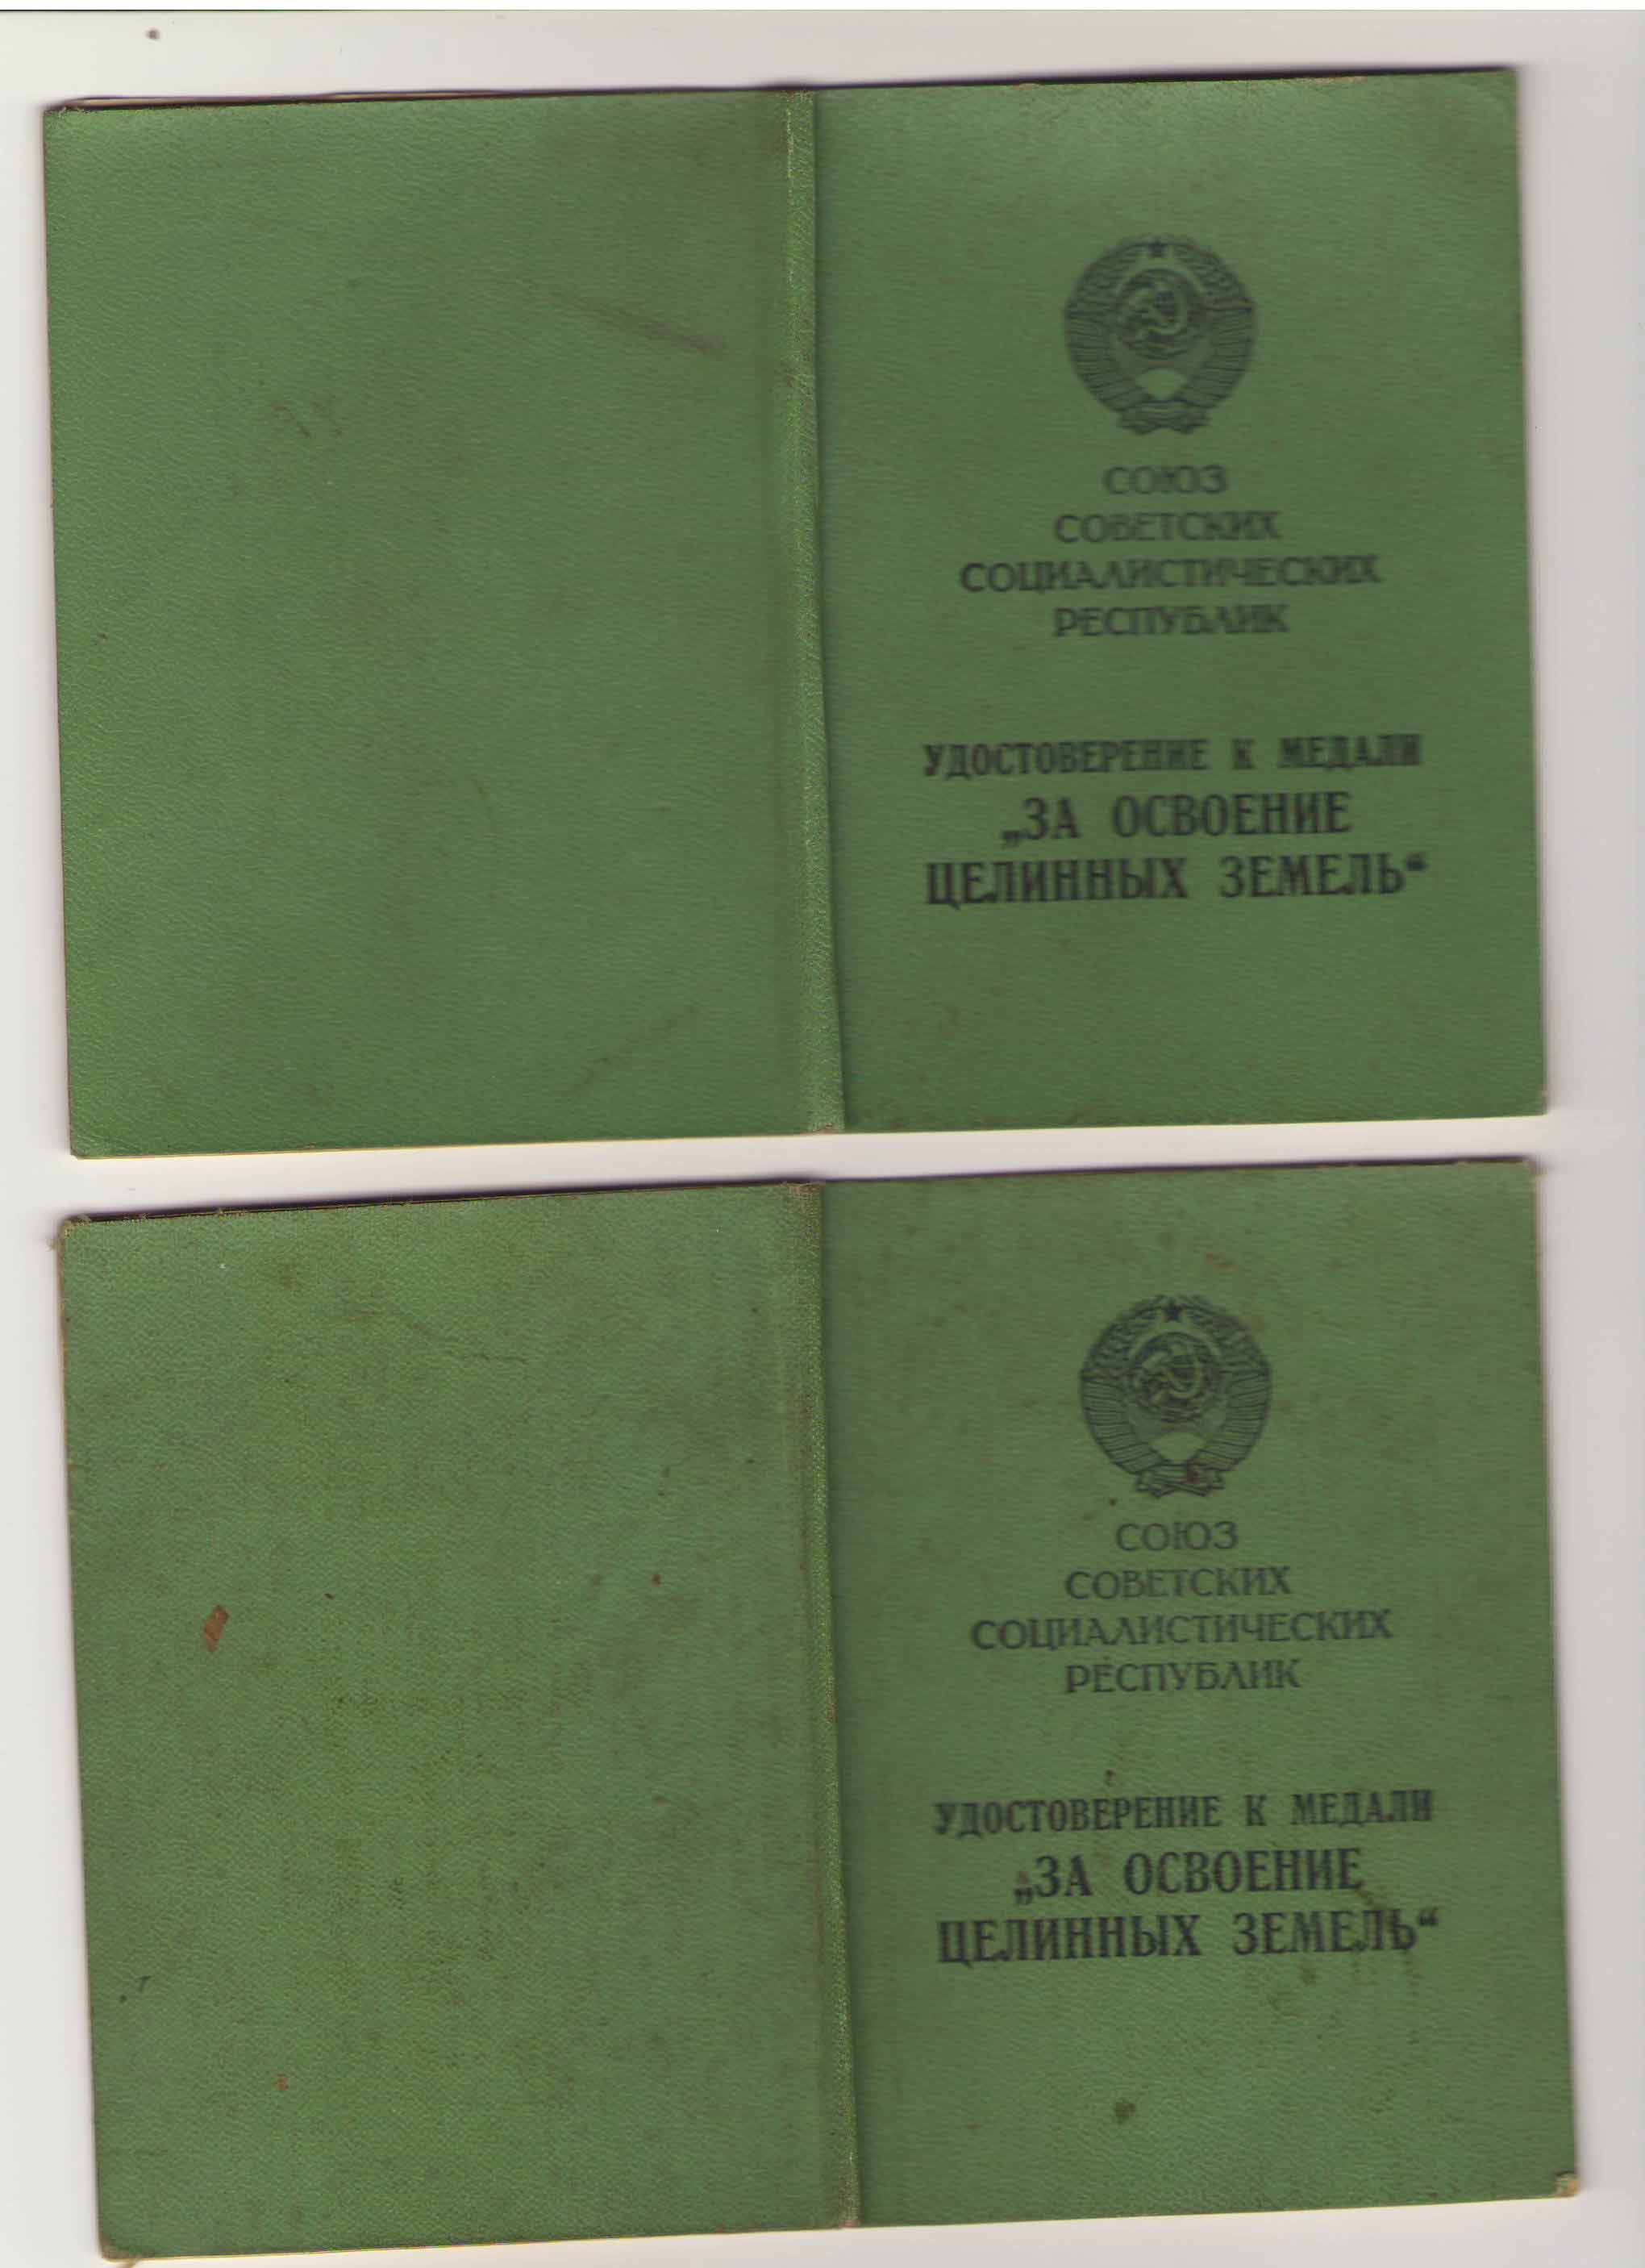 СОЮЗ
СОВЕТСКИХ
СОЦИАЛИСТИЧЕСКИХ
РЕСПУБЛИК
УДОСТОВЕРЕНИЕ К МЕДАЛИ
„ЗА ОСВОЕНИЕ
ЦЕЛИННЫХ ЗЕМЕЛЬ“
СОЮЗ
СОВЕТСКИХ
СОЦИАЛИСТИЧЕСКИХ
РЕСПУБЛИК
УДОСТОВЕРЕНИЕ К МЕДАЛИ
„ЗА ОСВОЕНИЕ
ЦЕЛИННЫХ ЗЕМЕЛЬ“